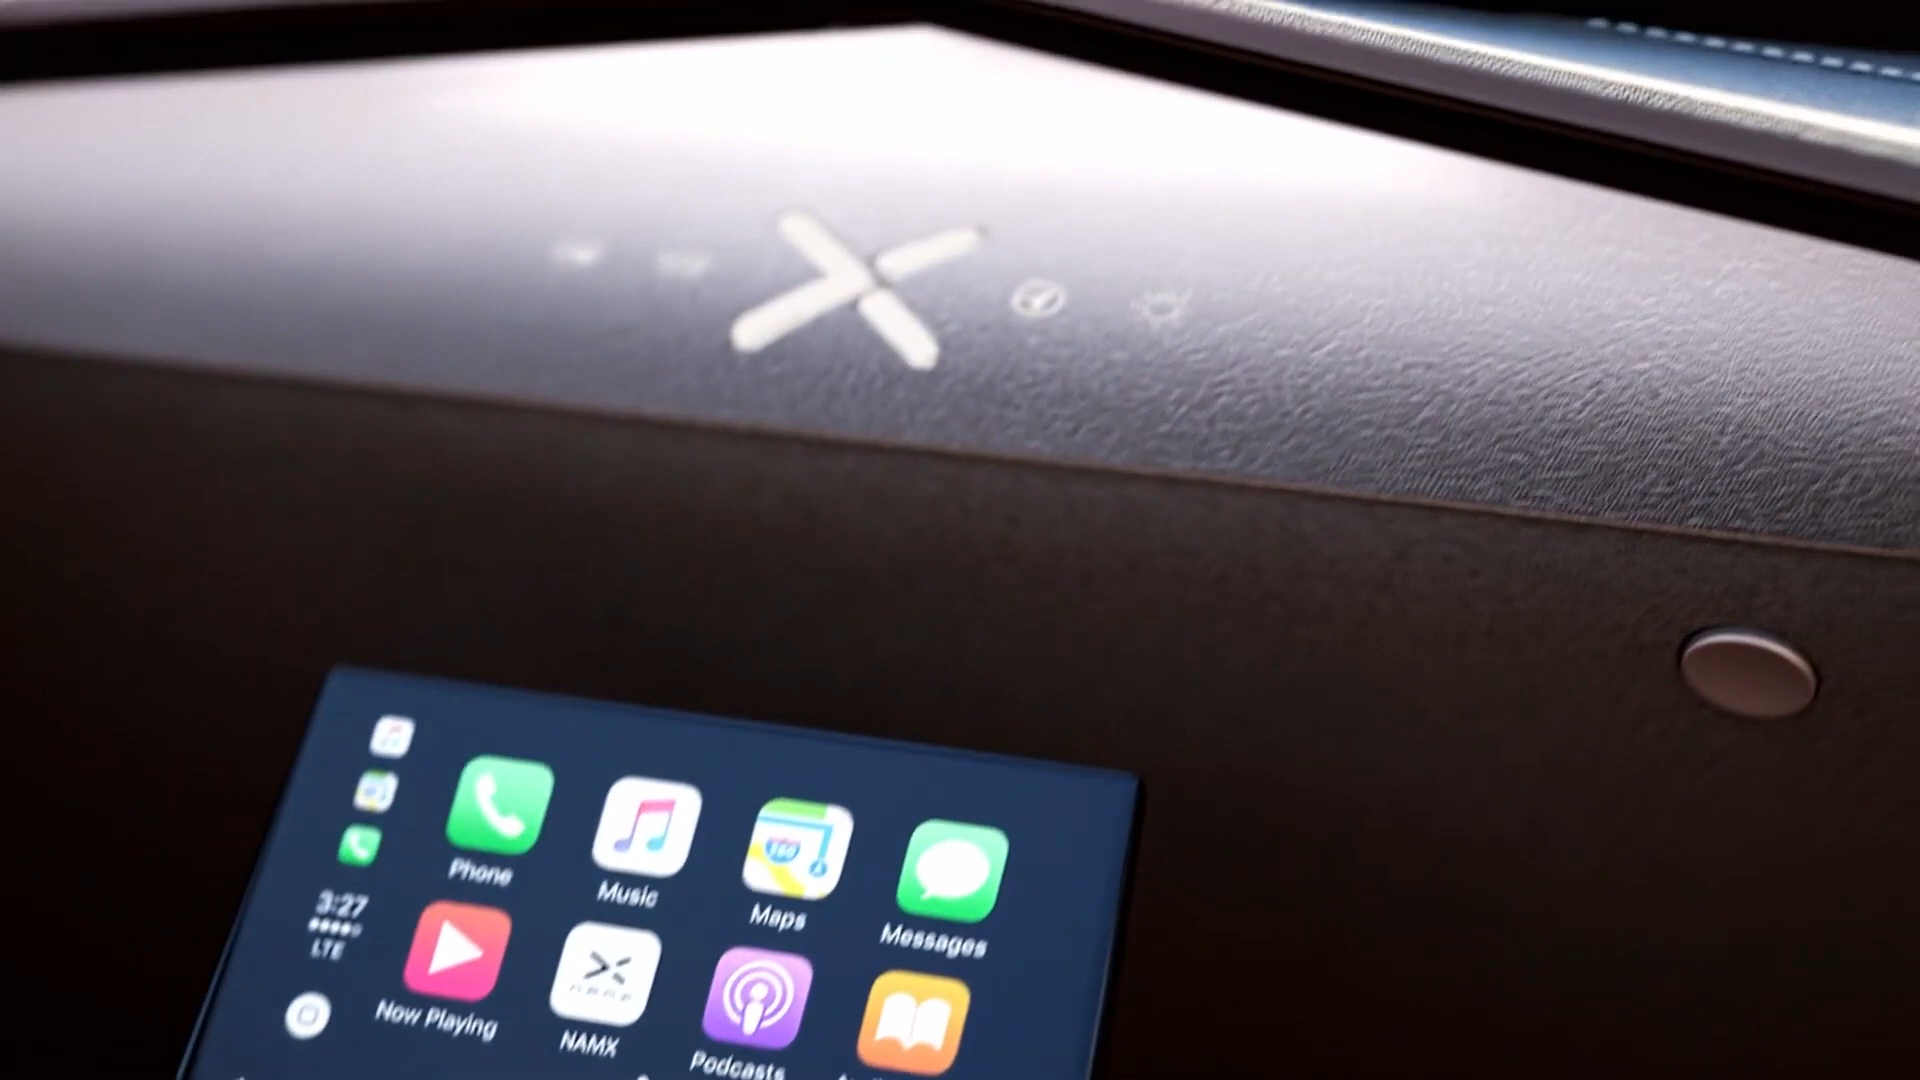 Phone
Music
Maps
Messages
3:27
LTE
Now Playing
NAMX
Podcasts